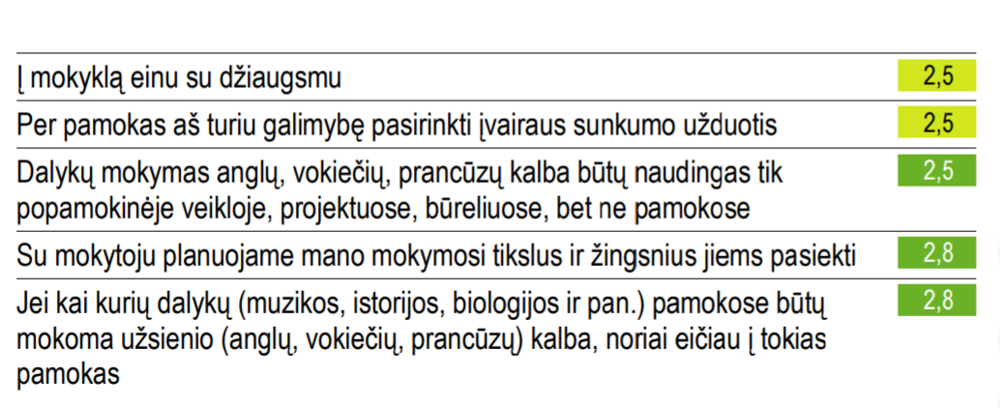 Į mokyklą einu su džiaugsmu 2,5
Per pamokas aš turiu galimybę pasirinkti įvairaus sunkumo užduotis 2,5
Dalykų mokymas anglų, vokiečių, prancūzų kalba būtų naudingas tik 2,5
popamokinėje veikloje, projektuose, būreliuose, bet ne pamokose
Su mokytoju planuojame mano mokymosi tikslus ir žingsnius jiems pasiekti 2,8
Jei kai kurių dalykų (muzikos, istorijos, biologijos ir pan.) pamokose būtų 2,8
mokoma užsienio (anglų, vokiečių, prancūzų) kalba, noriai eičiau į tokias
pamokas